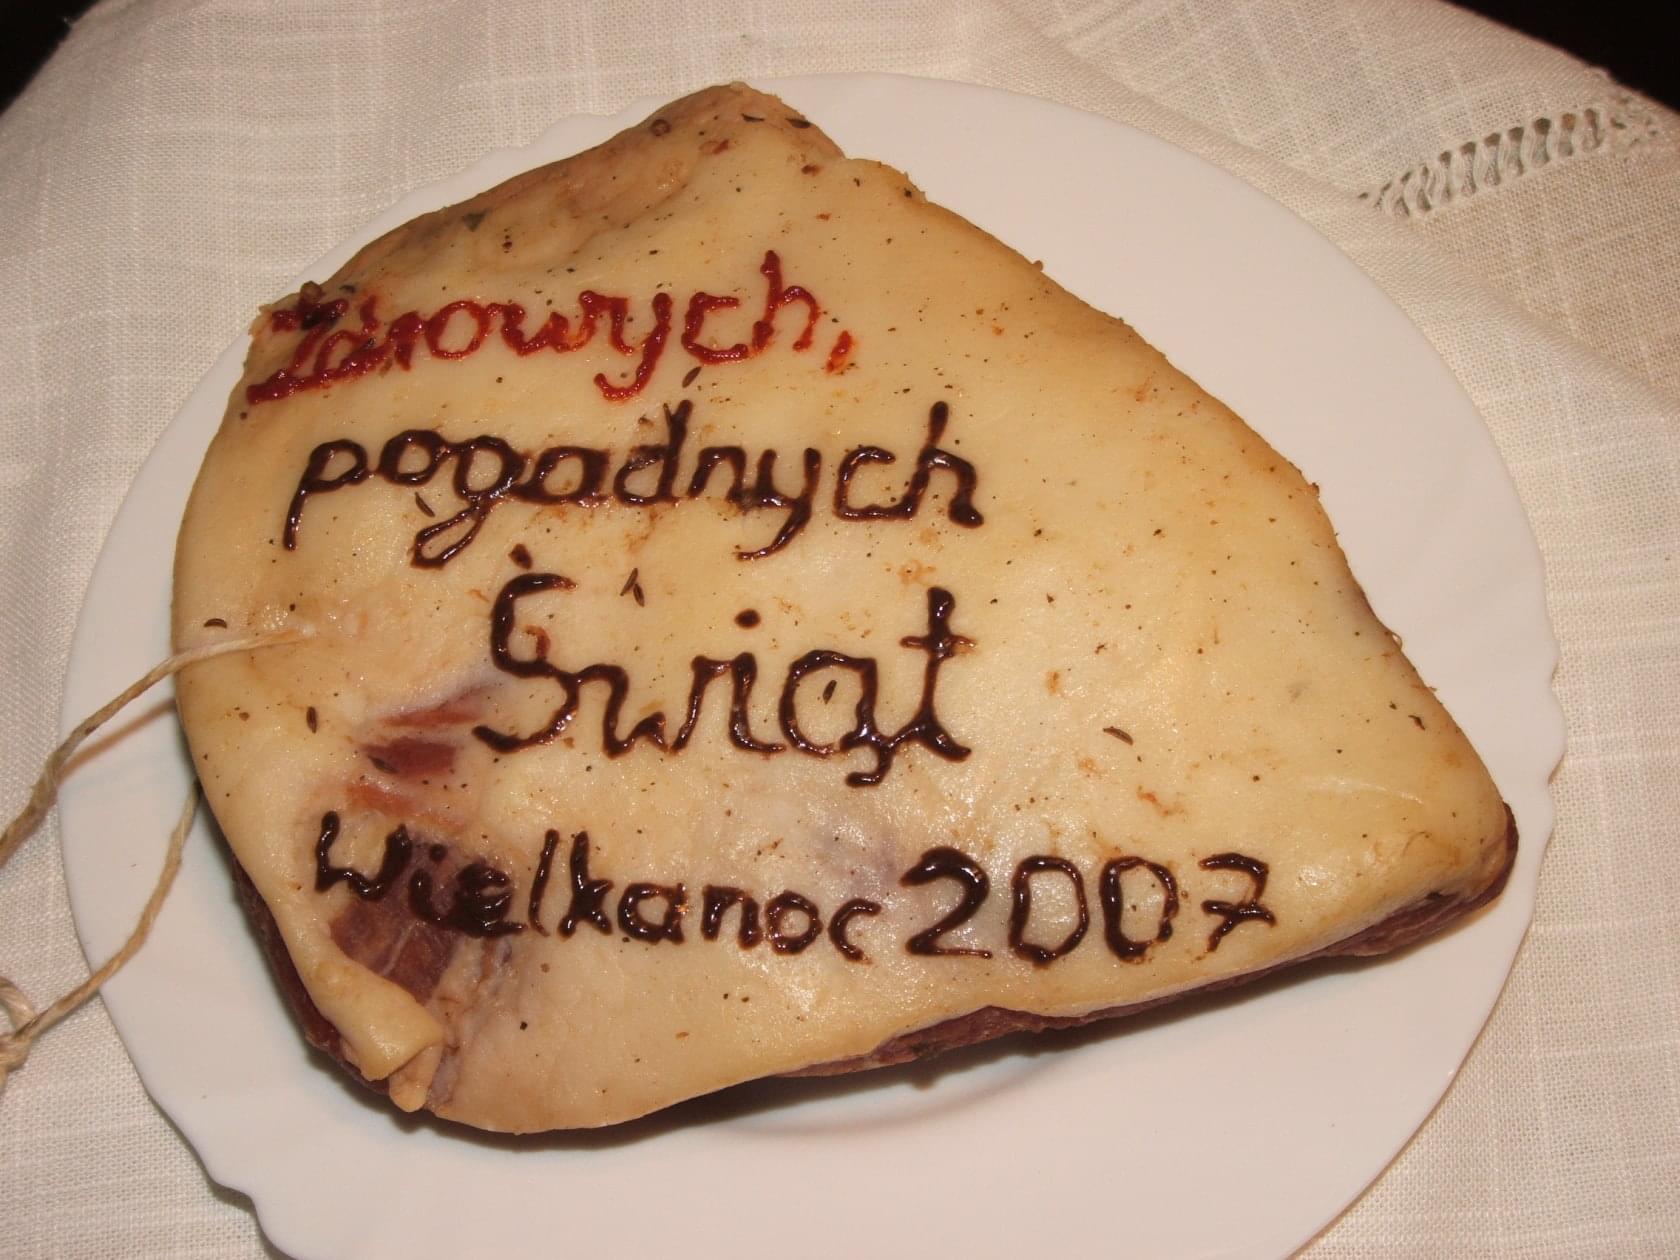 Zdrowych,
pogodnych
Świąt
Wielkanoc 2007